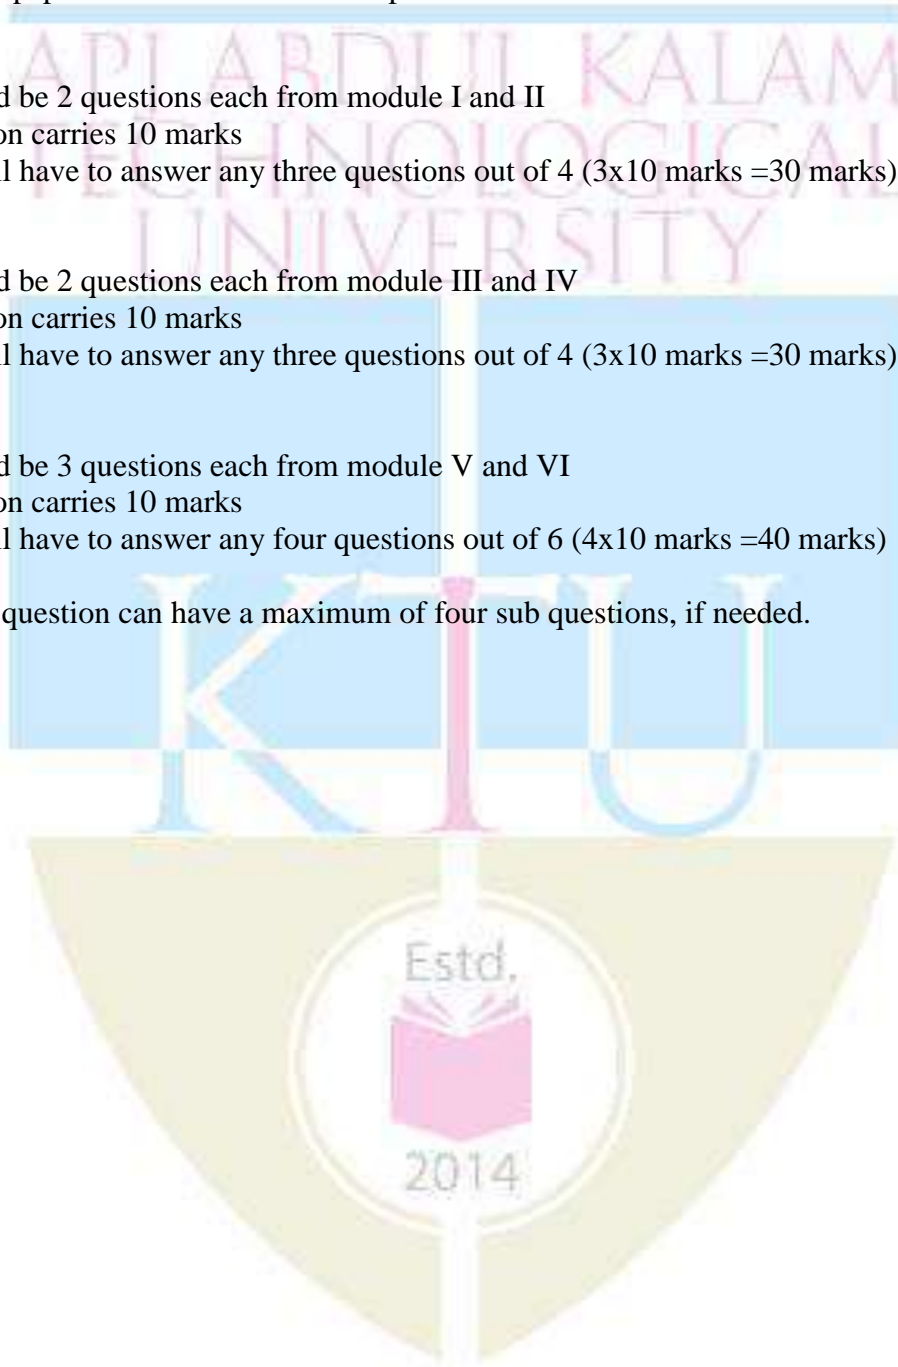 API ABDUL KALAM
TECHNOLOGICAL
UNIVERSITY
d be 2 questions each from module I and II
on carries 10 marks
ll have to answer any three questions out of 4 (3x10 marks =30 marks)
d be 2 questions each from module III and IV
on carries 10 marks
ll have to answer any three questions out of 4 (3x10 marks =30 marks)
d be 3 questions each from module V and VI
on carries 10 marks
ll have to answer any four questions out of 6 (4x10 marks =40 marks)
question can have a maximum of four sub questions, if needed.
KTU
Estd.
2014